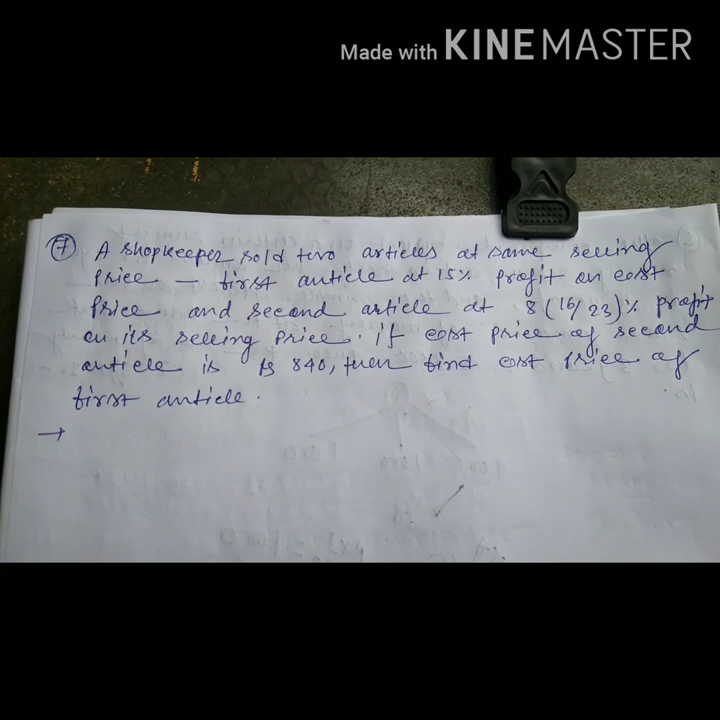 Made with KINEMASTER
7 A shopkeeper sold two articles at same selling
Price – first article at 15% profit on cost
Price and second article at 8 (16/23)% profit
on its selling price. if cost price of second
article is Rs 840, then find cost price of
first article.
→